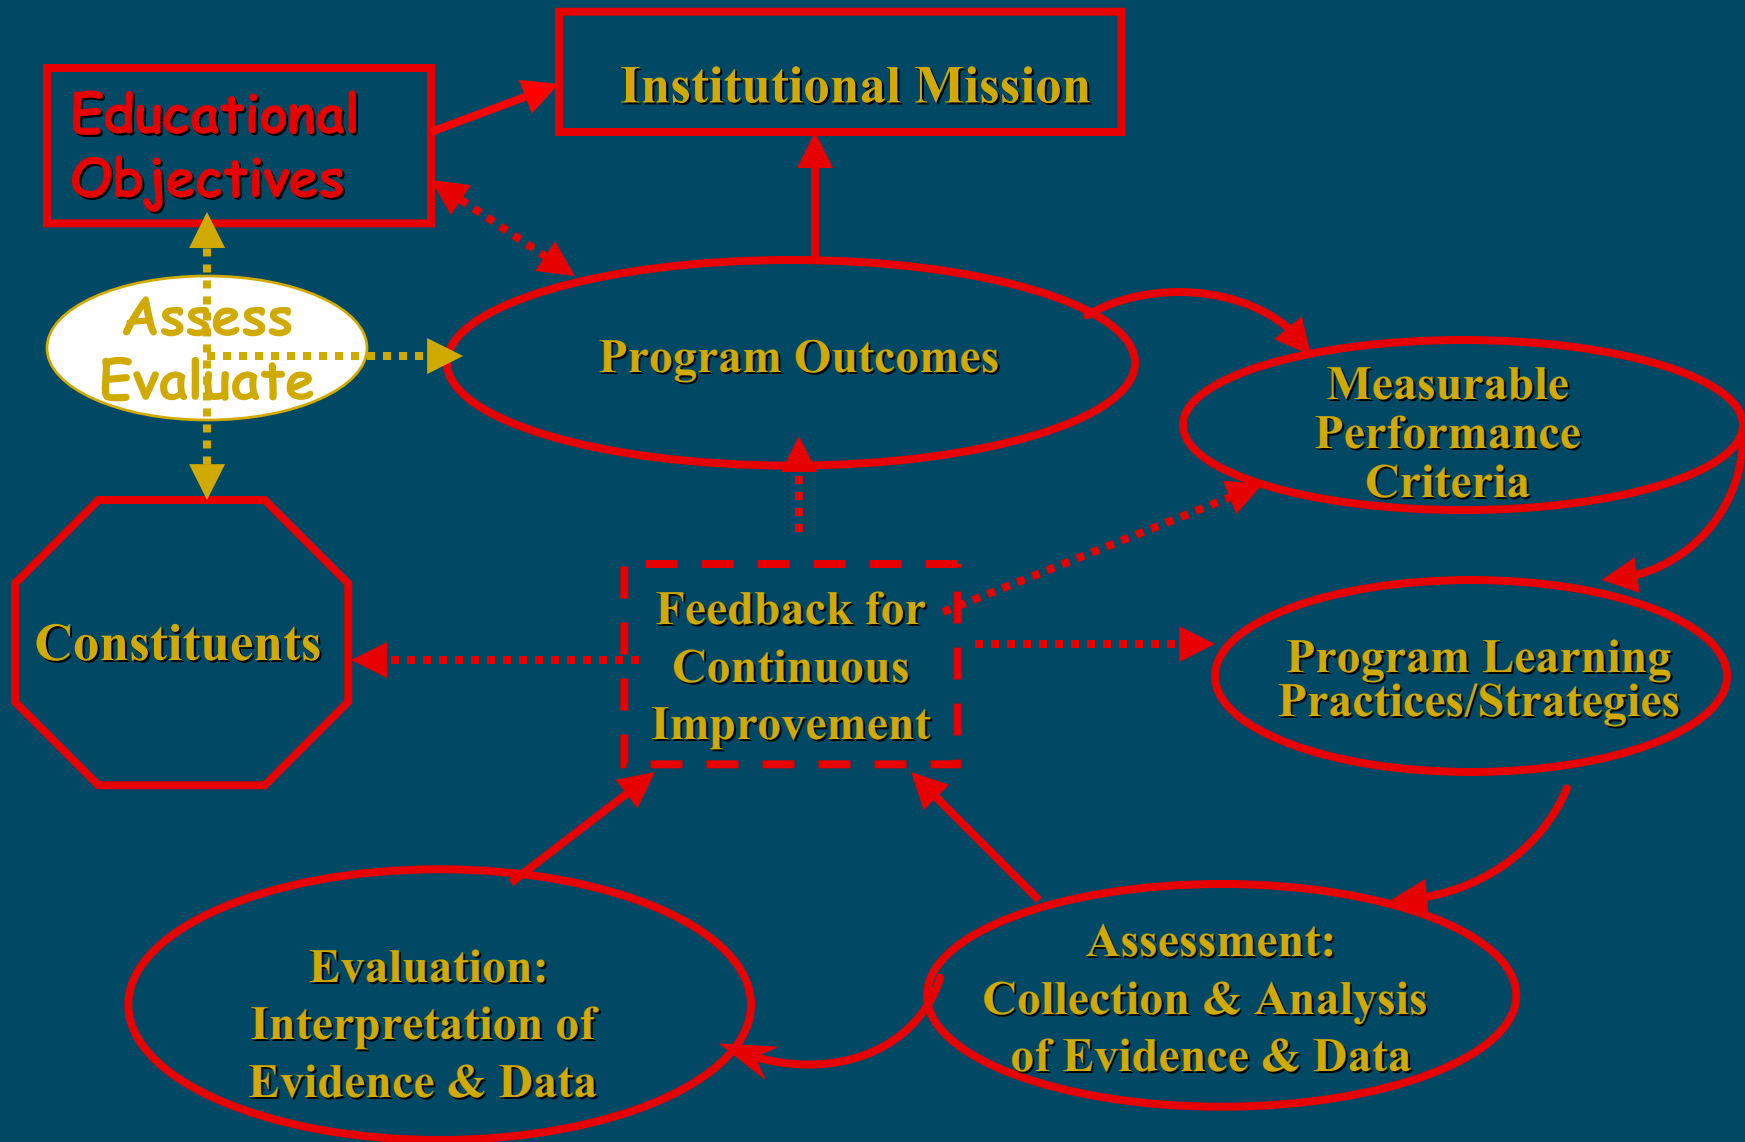 Institutional Mission
Educational
Objectives
Assess
Evaluate
Program Outcomes
Measurable
Performance
Criteria
Constituents
Feedback for
Continuous
Improvement
Program Learning
Practices/Strategies
Evaluation:
Interpretation of
Evidence & Data
Assessment:
Collection & Analysis
of Evidence & Data